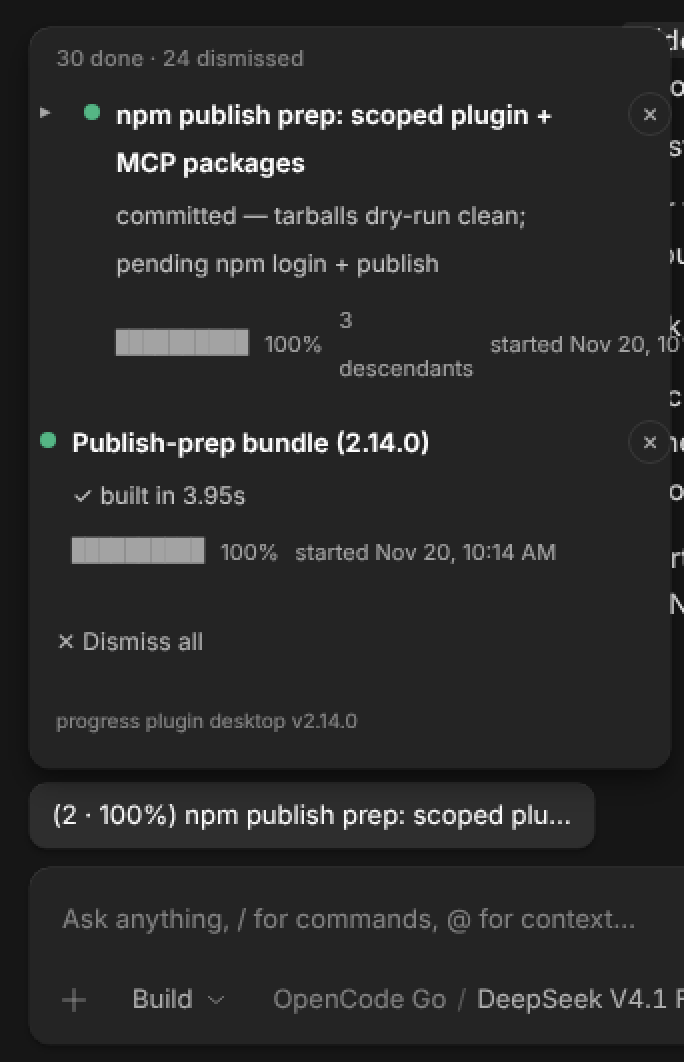 30 done · 24 dismissed
npm publish prep: scoped plugin +
MCP packages
committed — tarballs dry-run clean;
pending npm login + publish
100% 3 descendants started Nov 20, 10
Publish-prep bundle (2.14.0)
✓ built in 3.95s
100% started Nov 20, 10:14 AM
✕ Dismiss all
progress plugin desktop v2.14.0
(2 · 100%) npm publish prep: scoped plu...
Ask anything, / for commands, @ for context...
Build OpenCode Go / DeepSeek V4.1 F